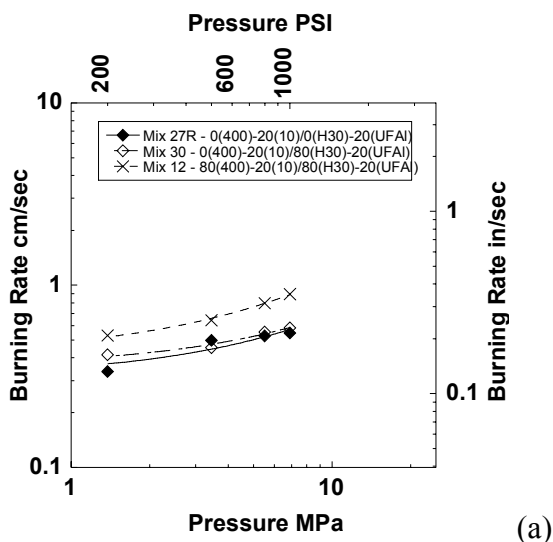 Pressure PSI
200 600 1000
10
Mix 27R - 0(400)-20(10)/0(H30)-20(UFAl)
Mix 30 - 0(400)-20(10)/80(H30)-20(UFAl)
Mix 12 - 80(400)-20(10)/80(H30)-20(UFAl)
Burning Rate cm/sec
1
0.1
Burning Rate in/sec
1
0.1
1 10
Pressure MPa
(a)